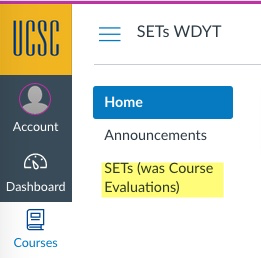 UCSC
SETs WDYT
Account
Dashboard
Courses
Home
Announcements
SETs (was Course
Evaluations)